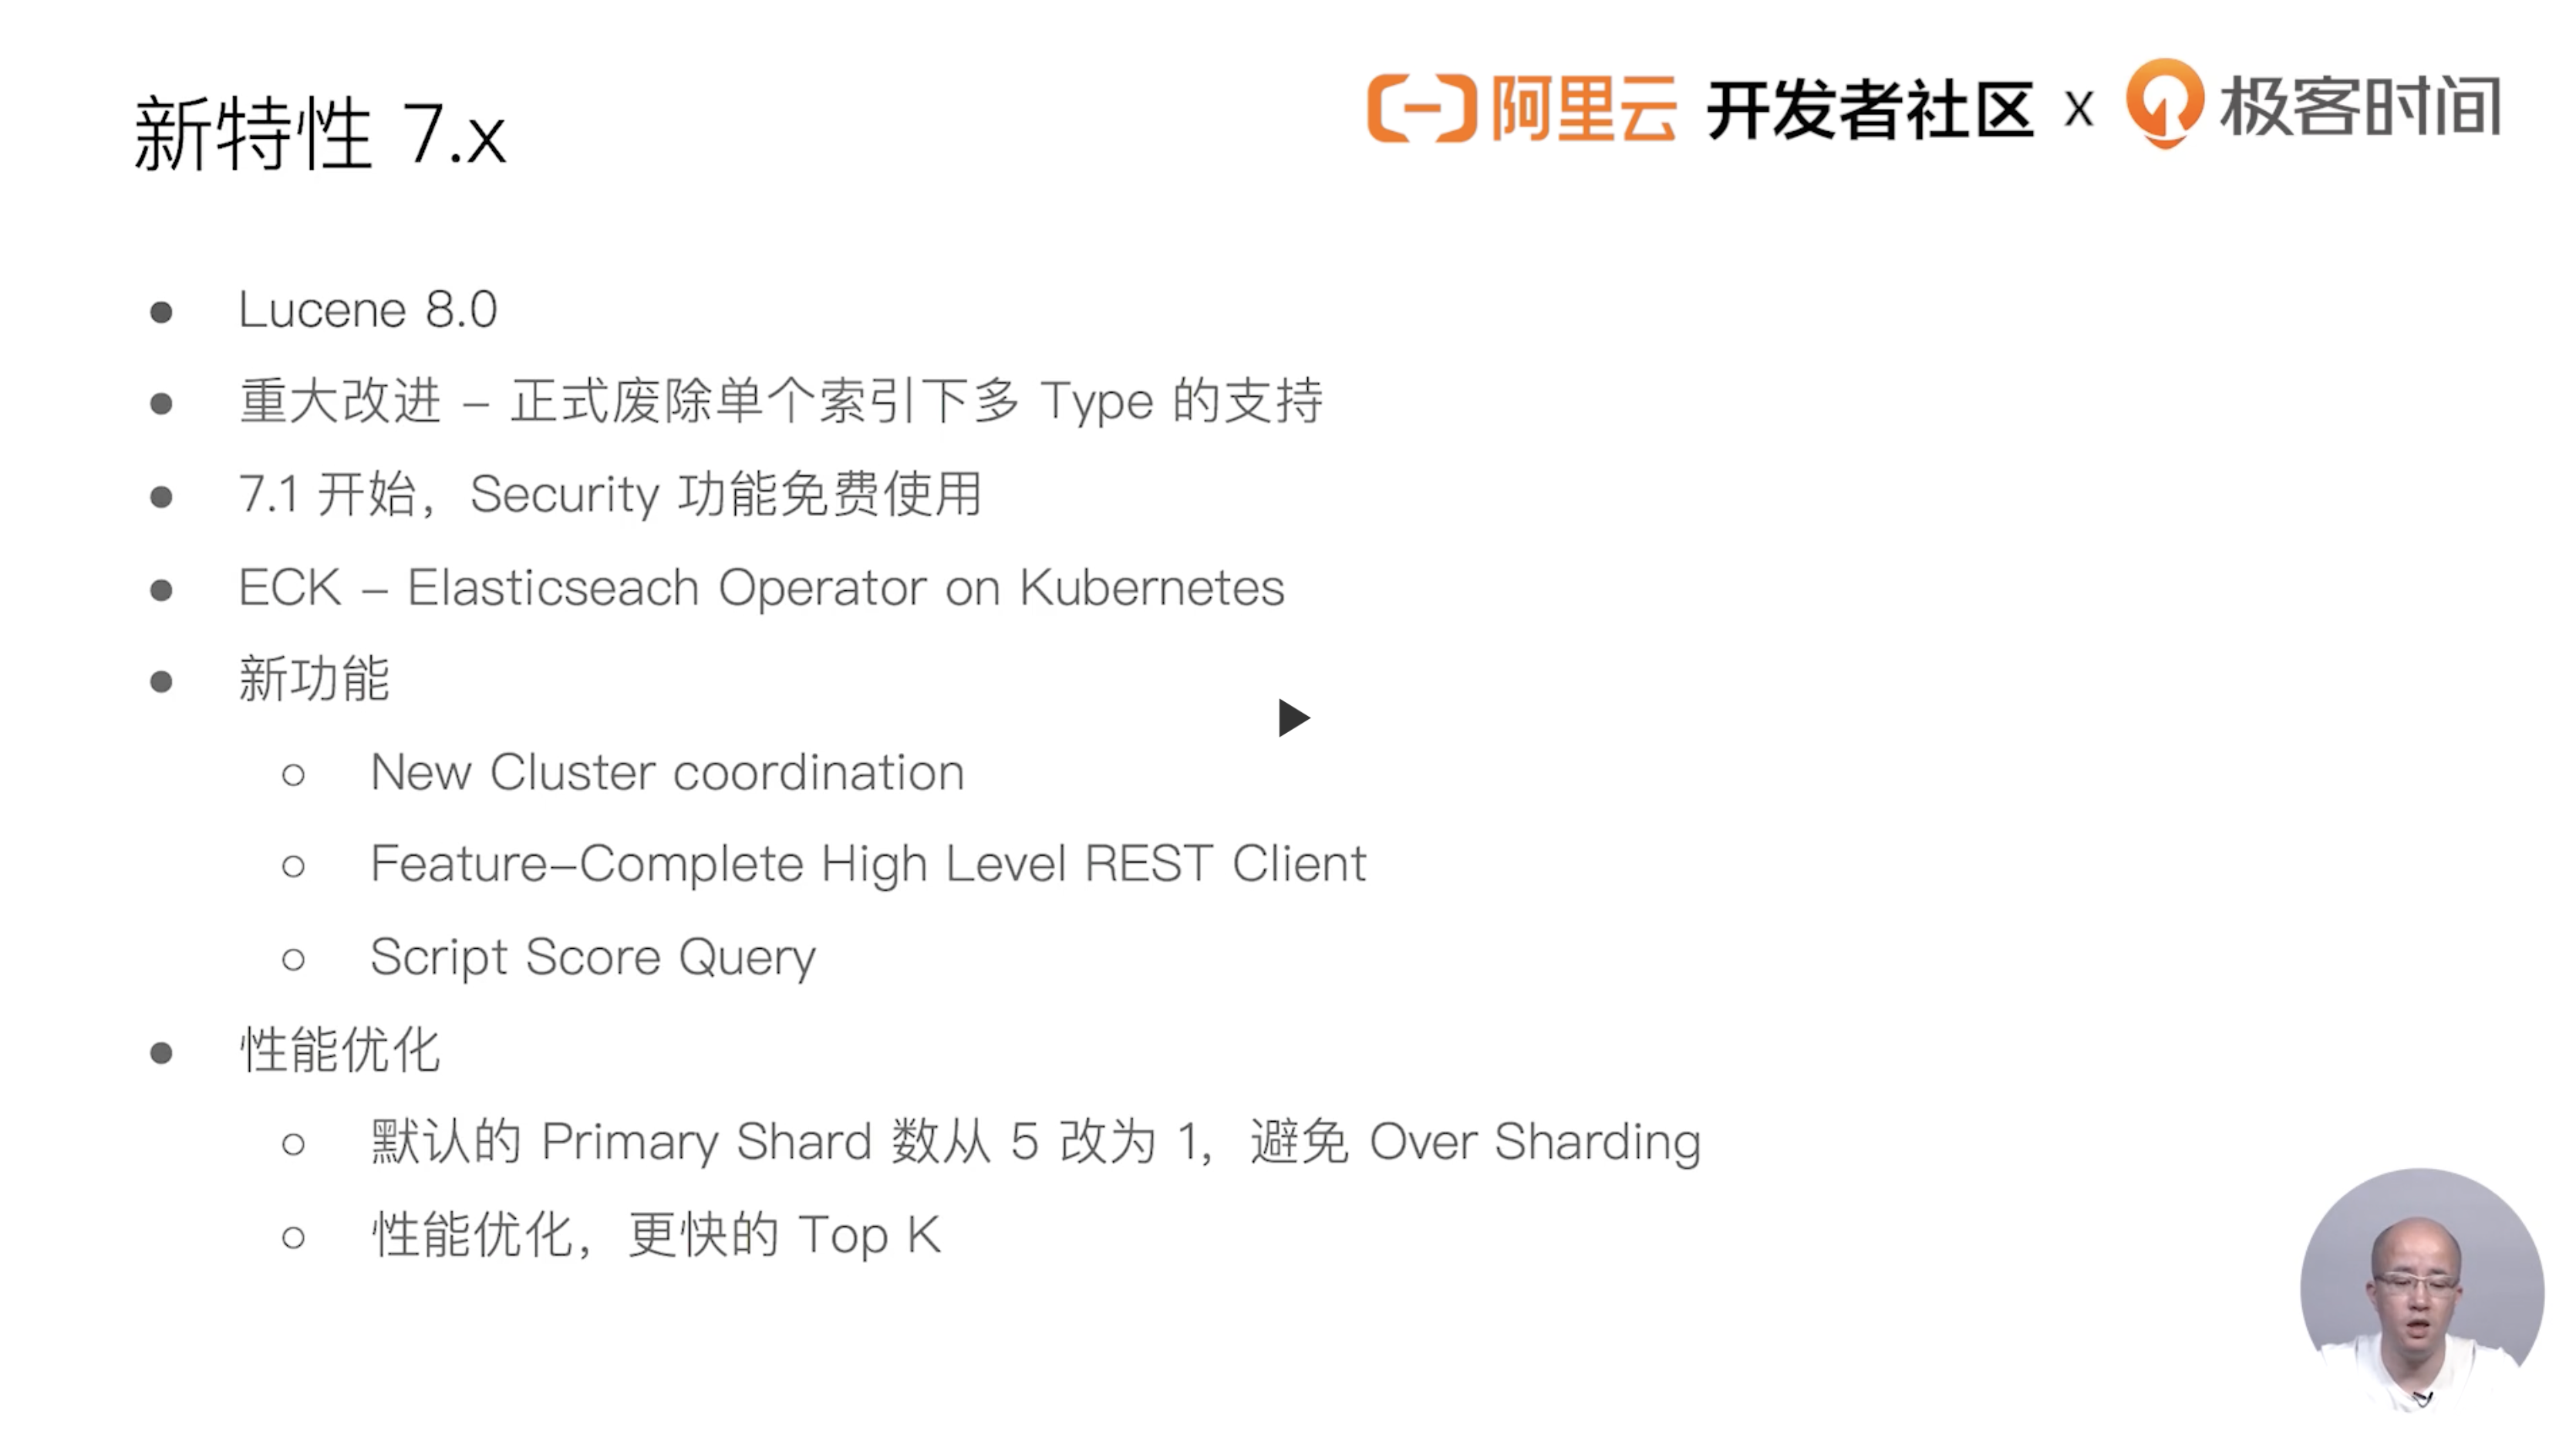 阿里云 开发者社区 X 极客时间
新特性 7.x
Lucene 8.0
重大改进 – 正式废除单个索引下多 Type 的支持
7.1 开始，Security 功能免费使用
ECK – Elasticseach Operator on Kubernetes
新功能
New Cluster coordination
Feature–Complete High Level REST Client
Script Score Query
性能优化
默认的 Primary Shard 数从 5 改为 1，避免 Over Sharding
性能优化，更快的 Top K